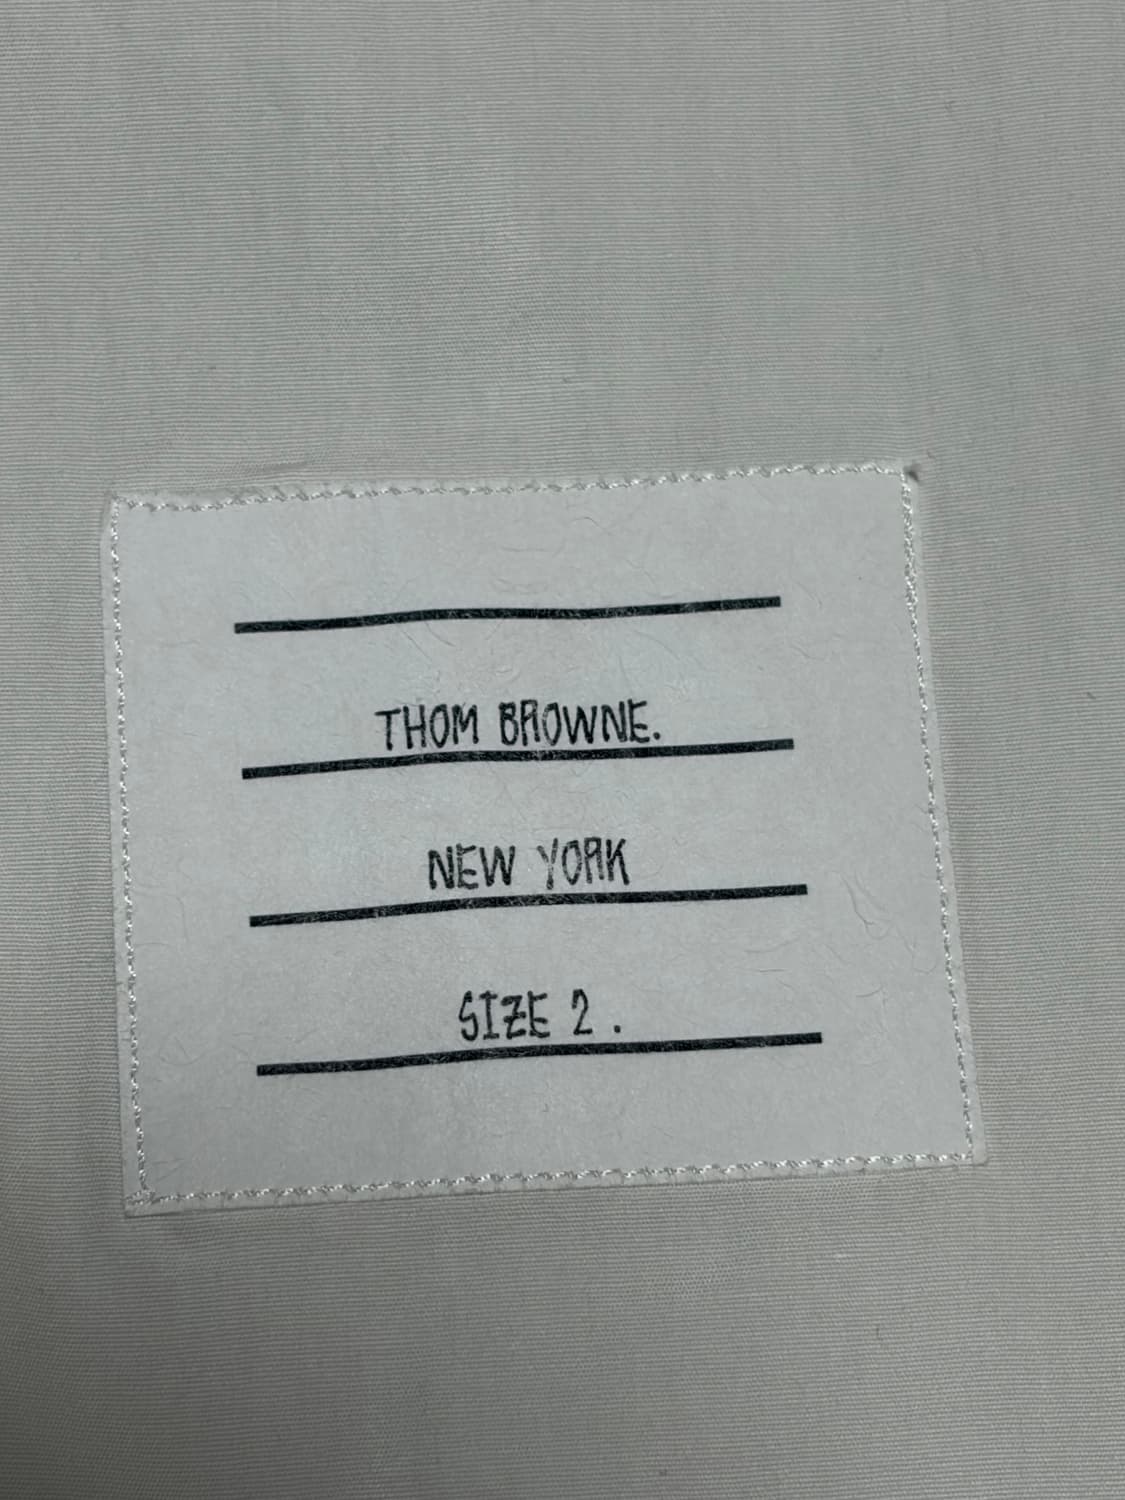 THOM BROWNE.
NEW YORK
SIZE 2 .